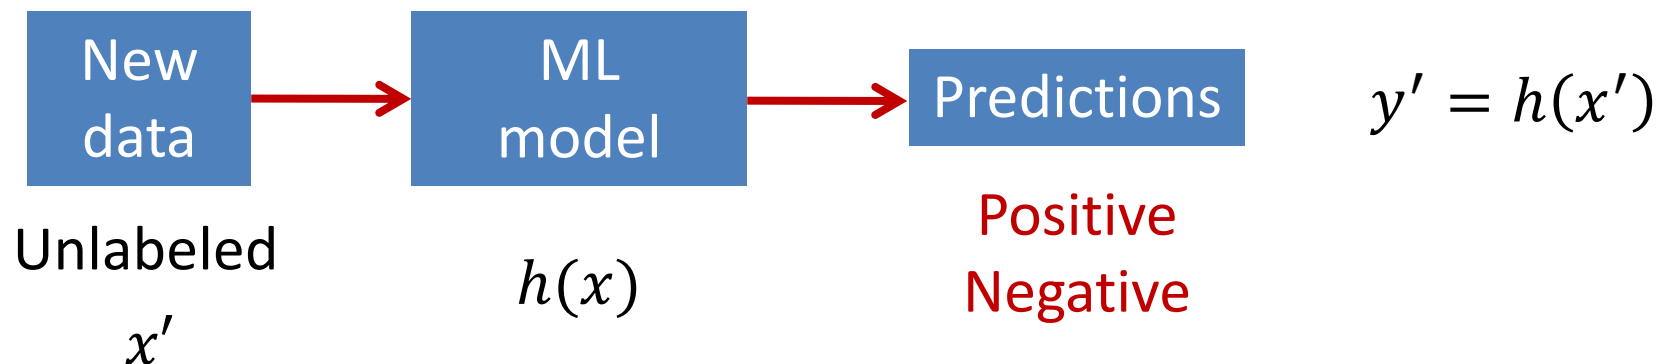 New
data
ML
model
Predictions
y′ = h(x′)
Unlabeled
x′
h(x)
Positive
Negative